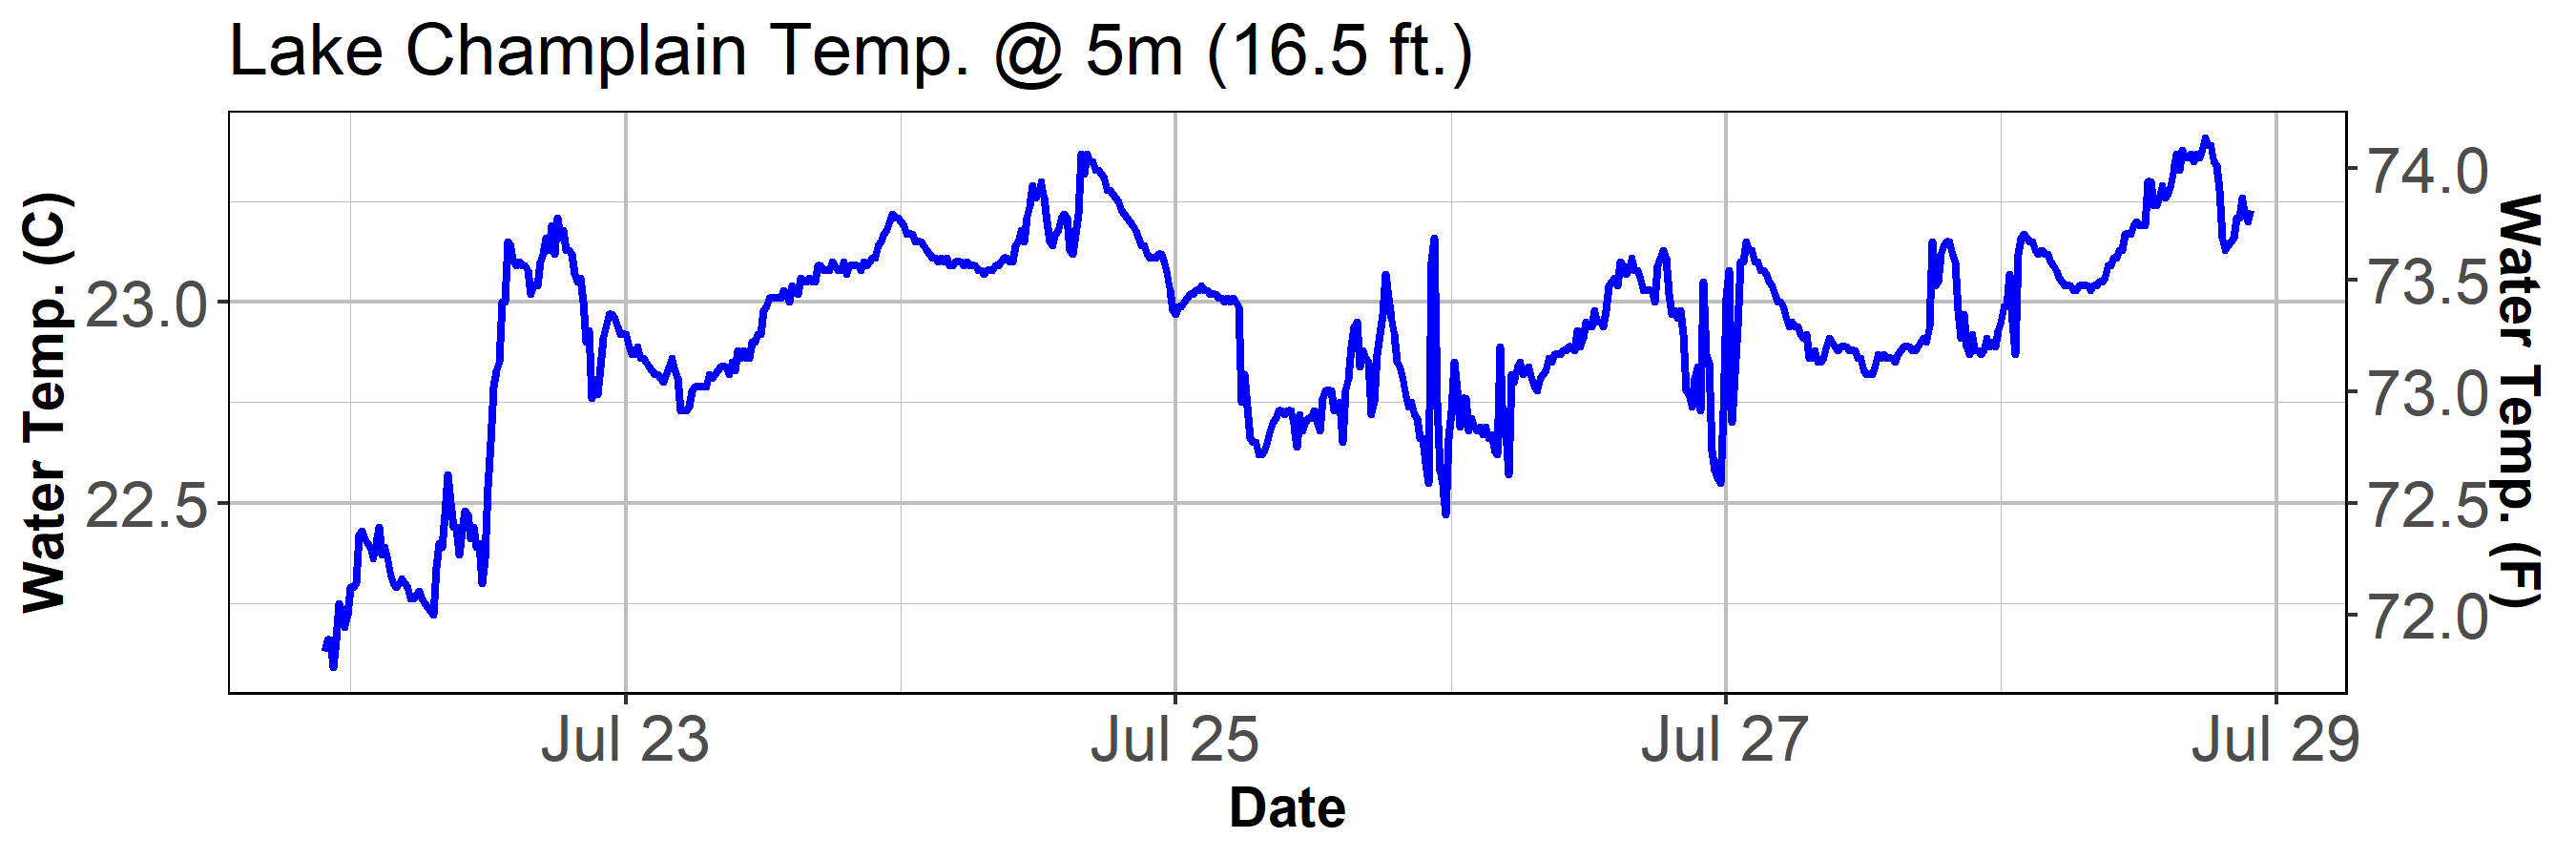 Lake Champlain Temp. @ 5m (16.5 ft.)
Water Temp. (C)
23.0
22.5
74.0
73.5
73.0
72.5
72.0
Water Temp. (F)
Jul 23
Jul 25
Jul 27
Jul 29
Date